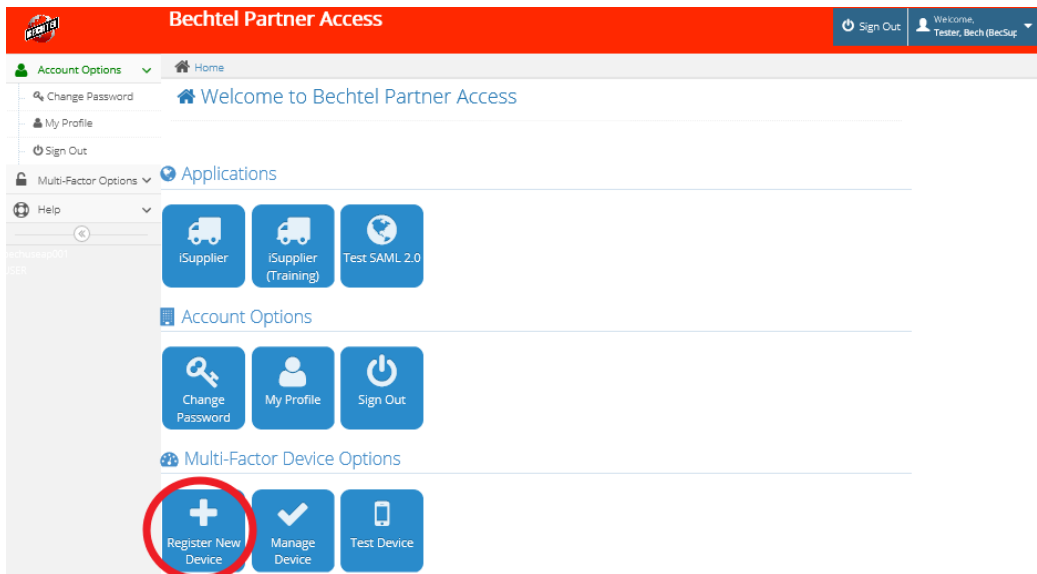 BECHTEL
Bechtel Partner Access
Sign Out
Welcome,
Tester, Bech (BecSup
Account Options
Change Password
My Profile
Sign Out
Multi-Factor Options
Help
USER
Home
Welcome to Bechtel Partner Access
Applications
iSupplier
iSupplier
(Training)
Test SAML 2.0
Account Options
Change
Password
My Profile
Sign Out
Multi-Factor Device Options
Register New
Device
Manage
Device
Test Device